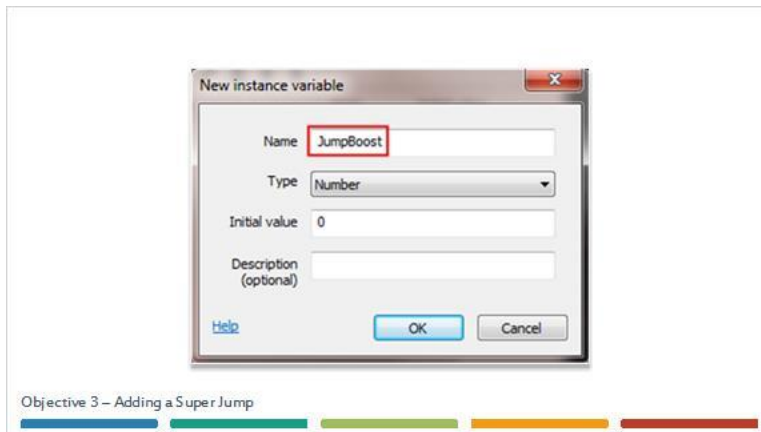 New instance variable
Name JumpBoost
Type Number
Initial value 0
Description
(optional)
Help OK Cancel
Objective 3 – Adding a Super Jump